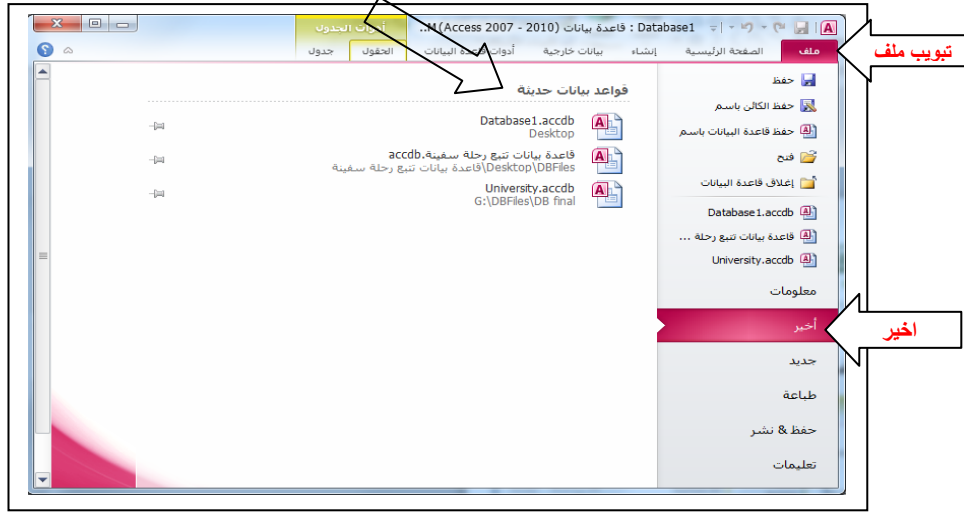 Database1 : قاعدة بيانات (Access 2007 - 2010) M..
أدوات الجدول
ملف
الصفحة الرئيسية
إنشاء
بيانات خارجية
أدوات قاعدة البيانات
الحقول
جدول
تبويب ملف
حفظ
حفظ الكائن باسم
حفظ قاعدة البيانات باسم
فتح
إغلاق قاعدة البيانات
Database1.accdb
قاعدة بيانات تتبع رحلة ...
University.accdb
معلومات
أخير
اخير
جديد
طباعة
حفظ & نشر
تعليمات
قواعد بيانات حديثة
Database1.accdb
Desktop
قاعدة بيانات تتبع رحلة سفينة.accdb
Desktop\DBFiles\قاعدة بيانات تتبع رحلة سفينة
University.accdb
G:\DBFiles\DB final